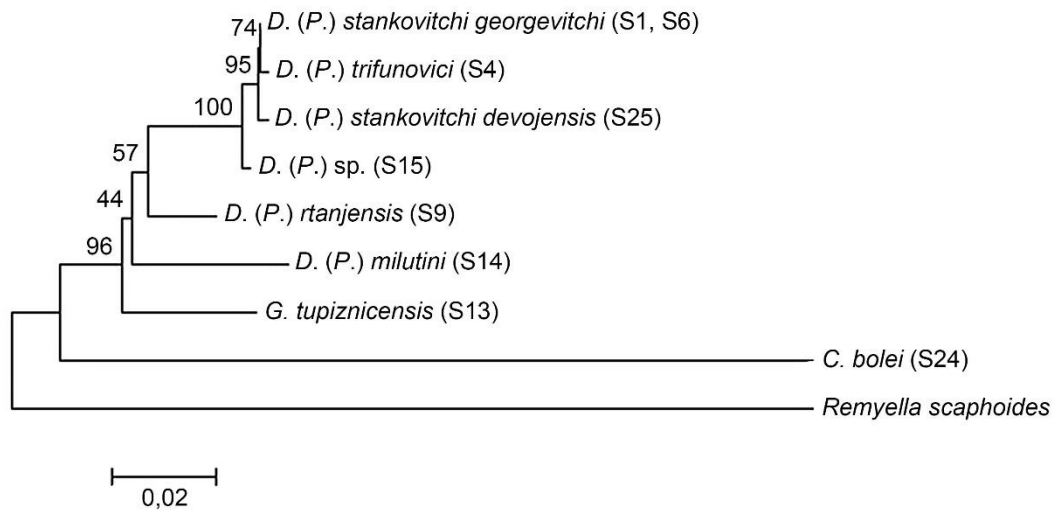 74 D. (P.) stankovitchi georgevitchi (S1, S6)
95 D. (P.) trifunovici (S4)
100 D. (P.) stankovitchi devojensis (S25)
57 D. (P.) sp. (S15)
44 D. (P.) rtanjensis (S9)
96 D. (P.) milutini (S14)
G. tupiznicensis (S13)
C. bolei (S24)
Remyella scaphoides
0,02